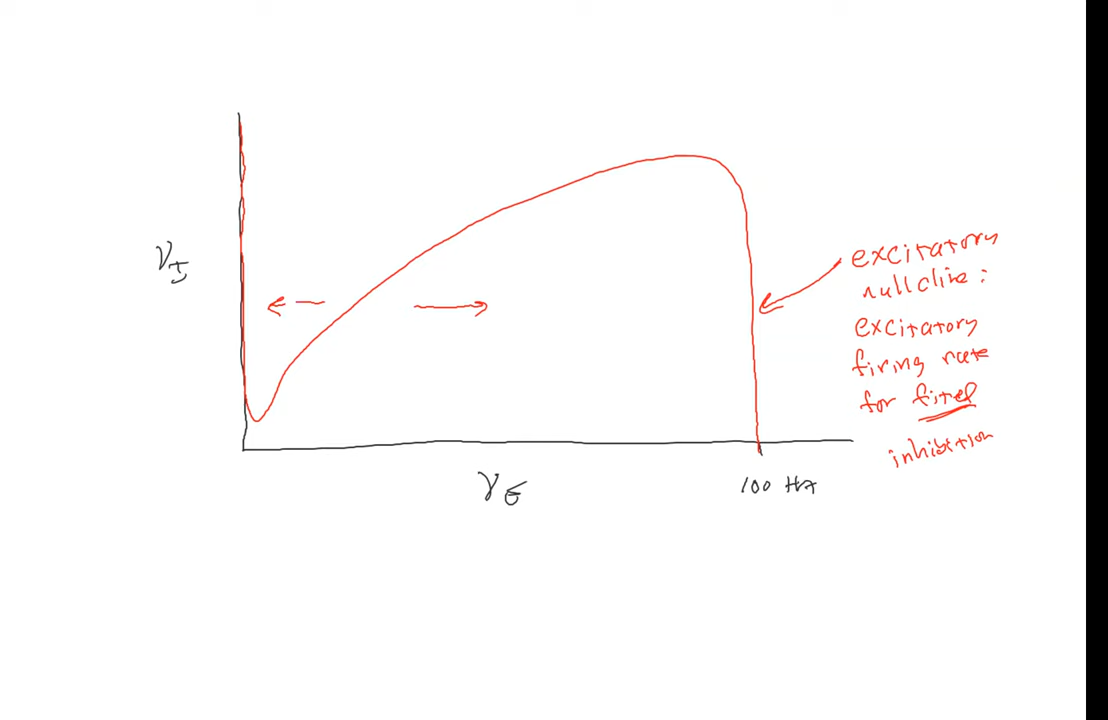 excitatory
nullcline:
excitatory
firing rate
for fixed
inhibition
ν_I
ν_E
100 Hz